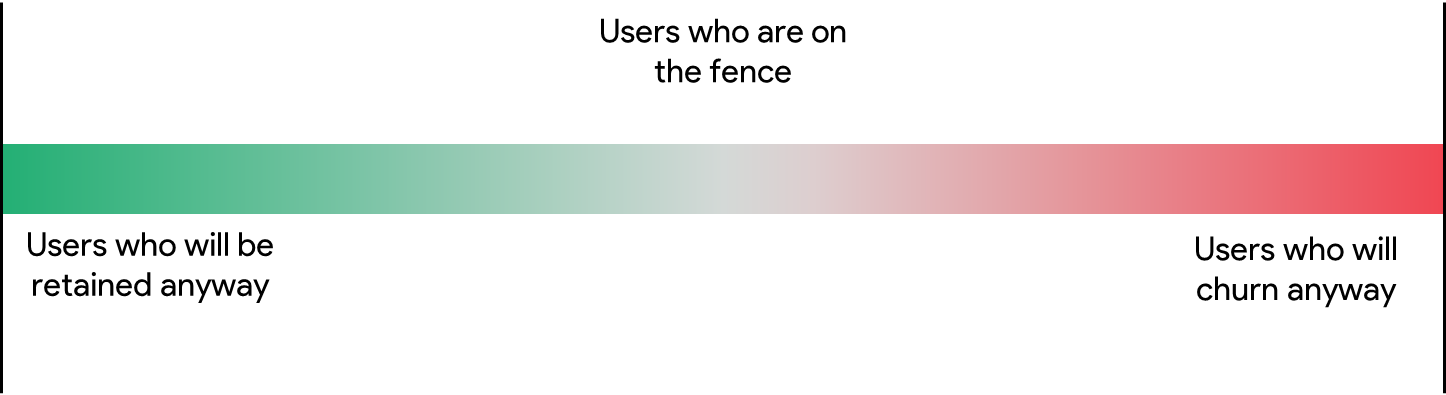 Users who are on
the fence
Users who will be
retained anyway
Users who will
churn anyway